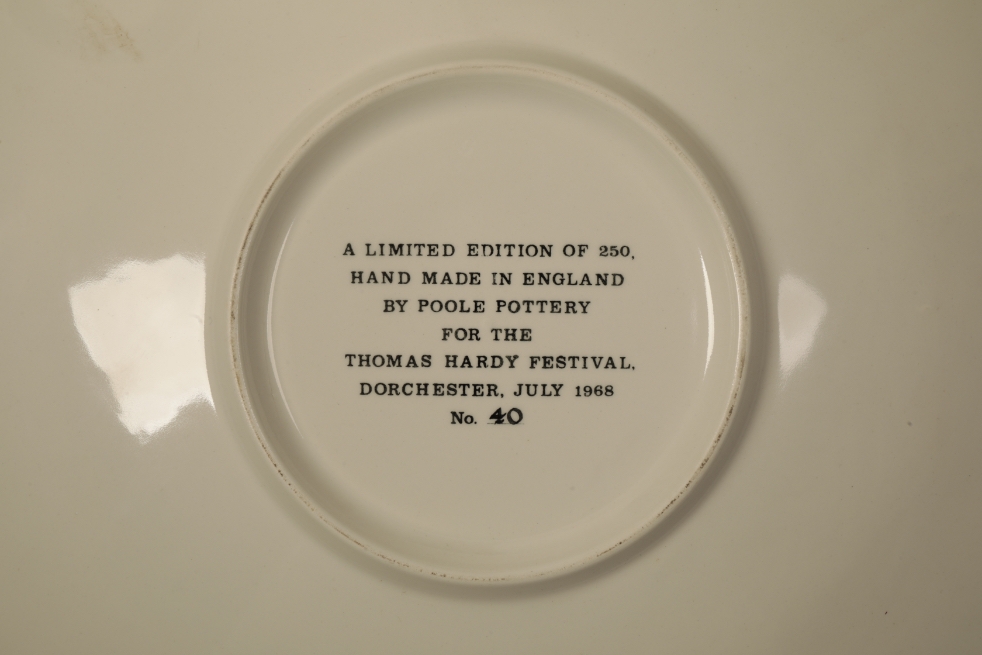 A LIMITED EDITION OF 250,
HAND MADE IN ENGLAND
BY POOLE POTTERY
FOR THE
THOMAS HARDY FESTIVAL,
DORCHESTER, JULY 1968
No. 40